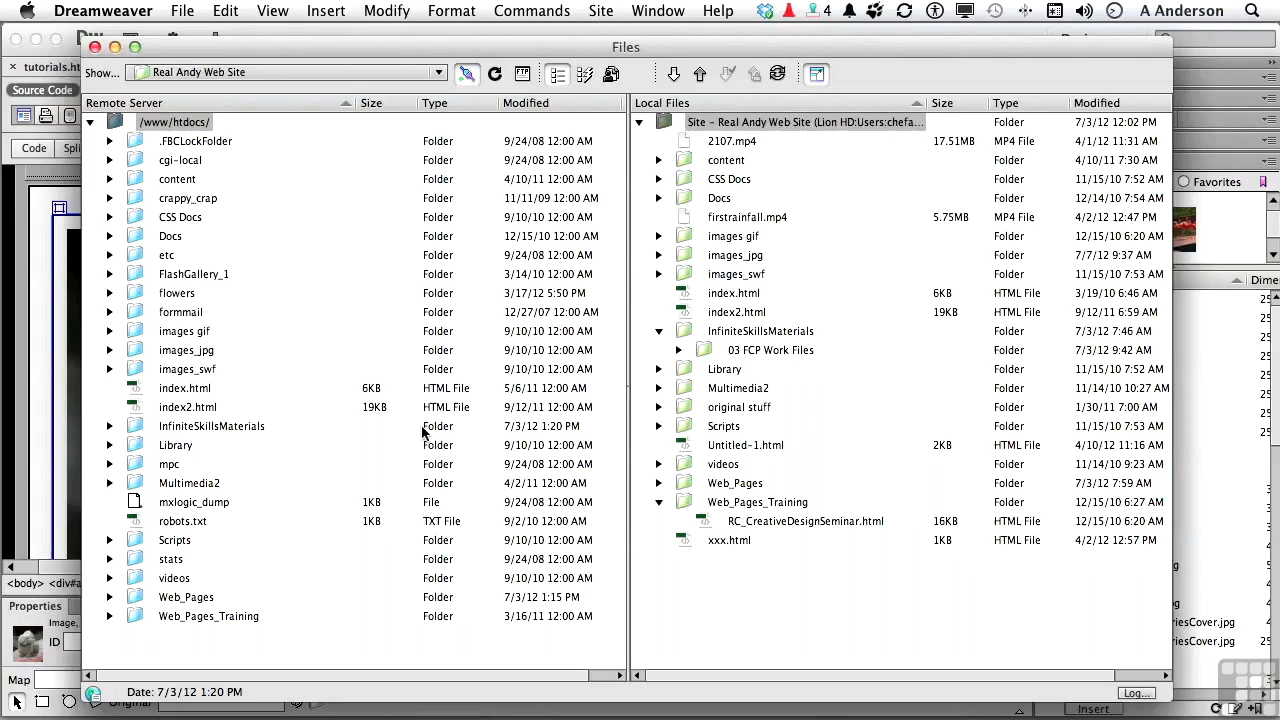 Dreamweaver File Edit View Insert Modify Format Commands Site Window Help 4 A Anderson
Files
tutorials.ht
Show... Real Andy Web Site
Source Code
Code Spli
Remote Server Size Type Modified
/www/htdocs/
.FBCLockFolder Folder 9/24/08 12:00 AM
cgi-local Folder 9/24/08 12:00 AM
content Folder 4/10/11 12:00 AM
crappy_crap Folder 11/11/09 12:00 AM
CSS Docs Folder 9/10/10 12:00 AM
Docs Folder 12/15/10 12:00 AM
etc Folder 9/24/08 12:00 AM
FlashGallery_1 Folder 3/14/10 12:00 AM
flowers Folder 3/17/12 5:50 PM
formmail Folder 12/27/07 12:00 AM
images gif Folder 9/10/10 12:00 AM
images_jpg Folder 9/10/10 12:00 AM
images_swf Folder 9/10/10 12:00 AM
index.html 6KB HTML File 5/6/11 12:00 AM
index2.html 19KB HTML File 9/12/11 12:00 AM
InfiniteSkillsMaterials Folder 7/3/12 1:20 PM
Library Folder 9/10/10 12:00 AM
mpc Folder 9/24/08 12:00 AM
Multimedia2 Folder 4/2/11 12:00 AM
mxlogic_dump 1KB File 9/24/08 12:00 AM
robots.txt 1KB TXT File 9/2/10 12:00 AM
Scripts Folder 9/10/10 12:00 AM
stats Folder 9/24/08 12:00 AM
videos Folder 9/10/10 12:00 AM
Web_Pages Folder 7/3/12 1:15 PM
Web_Pages_Training Folder 3/16/11 12:00 AM
Local Files Size Type Modified
Site - Real Andy Web Site (Lion HD:Users:chefa... Folder 7/3/12 12:02 PM
2107.mp4 17.51MB MP4 File 4/1/12 11:31 AM
content Folder 4/10/11 7:30 AM
CSS Docs Folder 11/15/10 7:52 AM
Docs Folder 12/14/10 7:54 AM
firstrainfall.mp4 5.75MB MP4 File 4/2/12 12:47 PM
images gif Folder 12/15/10 6:20 AM
images_jpg Folder 7/7/12 9:37 AM
images_swf Folder 11/15/10 7:53 AM
index.html 6KB HTML File 3/19/10 6:46 AM
index2.html 19KB HTML File 9/12/11 6:59 AM
InfiniteSkillsMaterials Folder 7/3/12 7:46 AM
03 FCP Work Files Folder 7/3/12 9:42 AM
Library Folder 11/15/10 7:53 AM
Multimedia2 Folder 11/14/10 10:27 AM
original stuff Folder 1/30/11 7:00 AM
Scripts Folder 11/15/10 7:53 AM
Untitled-1.html 2KB HTML File 4/10/12 11:16 AM
videos Folder 11/14/10 9:23 AM
Web_Pages Folder 7/3/12 7:59 AM
Web_Pages_Training Folder 12/15/10 6:27 AM
RC_CreativeDesignSeminar.html 16KB HTML File 12/15/10 6:20 AM
xxx.html 1KB HTML File 4/2/12 12:57 PM
Favorites
Dime
<body> <div#a
Properties
Image,
ID
Map
riesCover.jpg
riesCover.jpg
Date: 7/3/12 1:20 PM
Log...
Insert